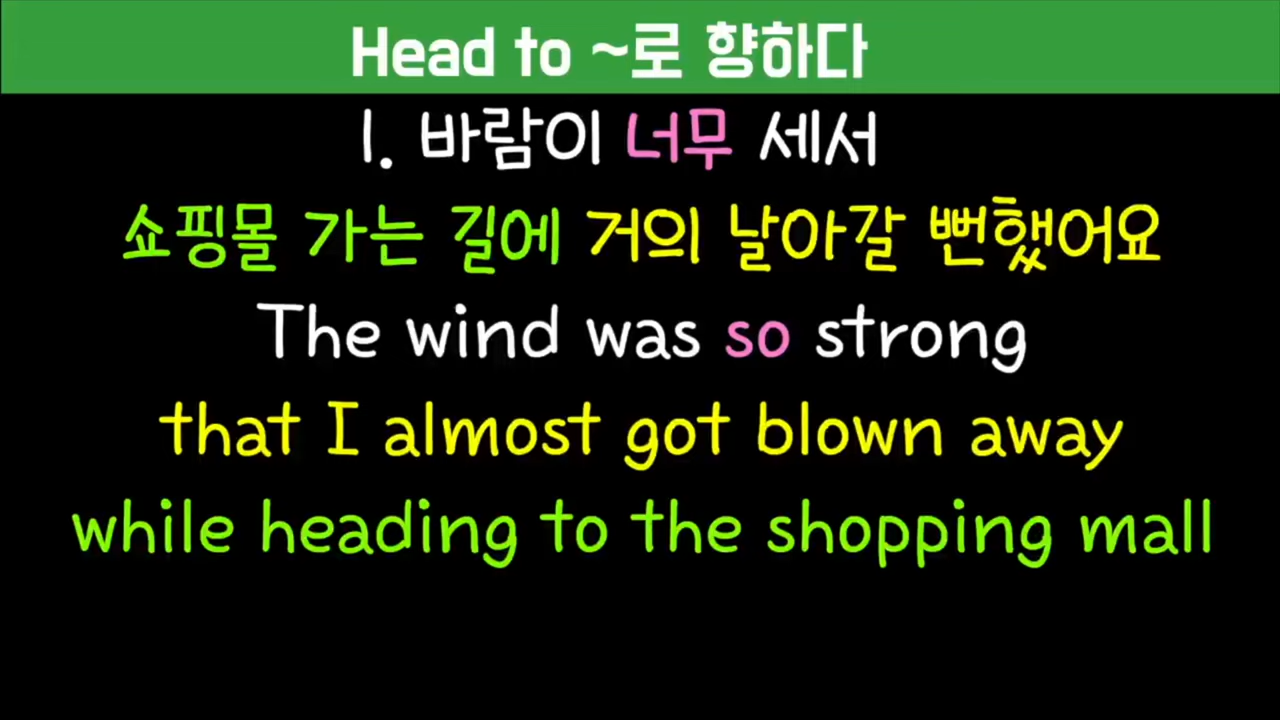 Head to ~로 향하다
1. 바람이 너무 세서
쇼핑몰 가는 길에 거의 날아갈 뻔했어요
The wind was so strong
that I almost got blown away
while heading to the shopping mall